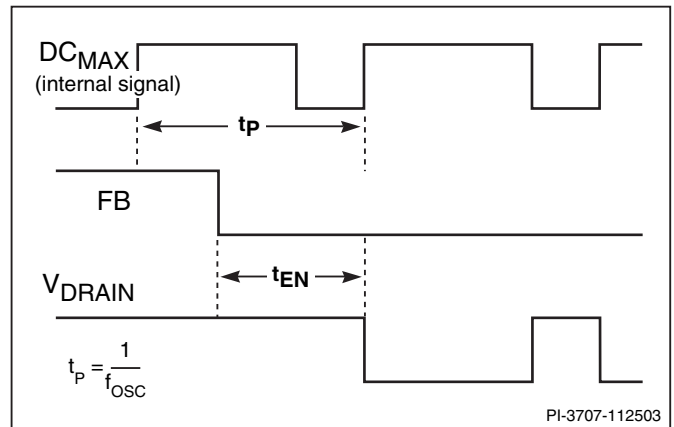 DCMAX
(internal signal)
tP
FB
tEN
VDRAIN
tP = 1/fOSC
PI-3707-112503